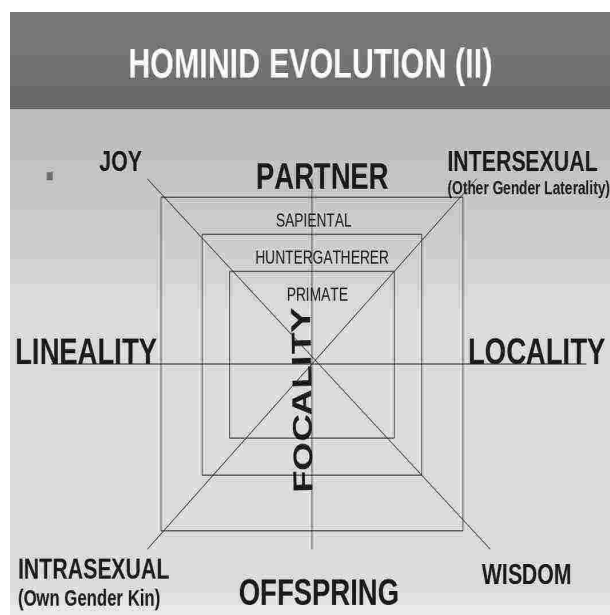 HOMINID EVOLUTION (II)
JOY
PARTNER
INTERSEXUAL
(Other Gender Laterality)
SAPIENTAL
HUNTERGATHERER
PRIMATE
LINEALITY
FOCALITY
LOCALITY
INTRASEXUAL
(Own Gender Kin)
OFFSPRING
WISDOM